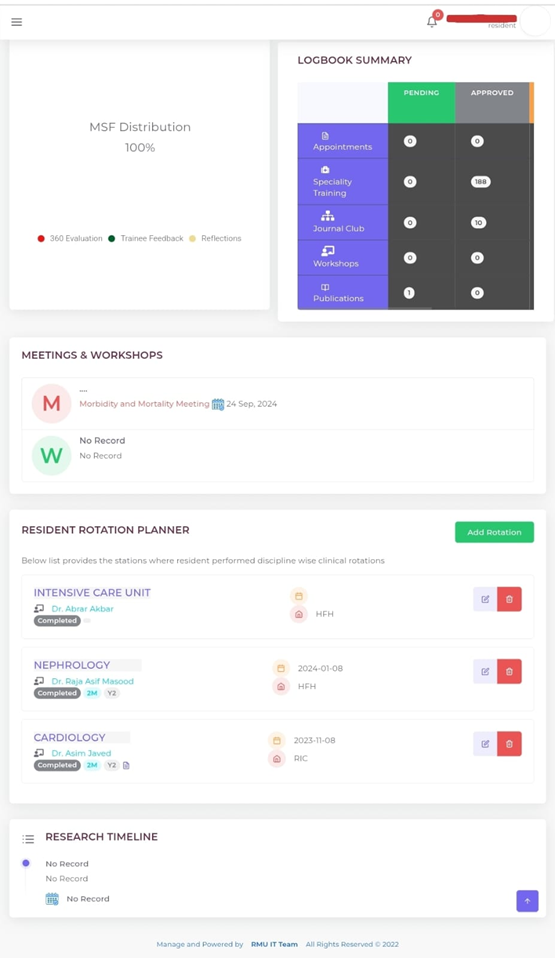 0
resident
MSF Distribution
100%
360 Evaluation Trainee Feedback Reflections
LOGBOOK SUMMARY
PENDING APPROVED
Appointments 0 0
Speciality
Training 0 188
Journal Club 0 10
Workshops 0 0
Publications 1 0
MEETINGS & WORKSHOPS
M
---
Morbidity and Mortality Meeting 24 Sep, 2024
W
No Record
No Record
RESIDENT ROTATION PLANNER
Add Rotation
Below list provides the stations where resident performed discipline wise clinical rotations
INTENSIVE CARE UNIT
Dr. Abrar Akbar
HFH
Completed
NEPHROLOGY
2024-01-08
Dr. Raja Asif Masood
HFH
Completed 2M Y2
CARDIOLOGY
2023-11-08
Dr. Asim Javed
RIC
Completed 2M Y2
RESEARCH TIMELINE
No Record
No Record
No Record
Manage and Powered by RMU IT Team All Rights Reserved © 2022